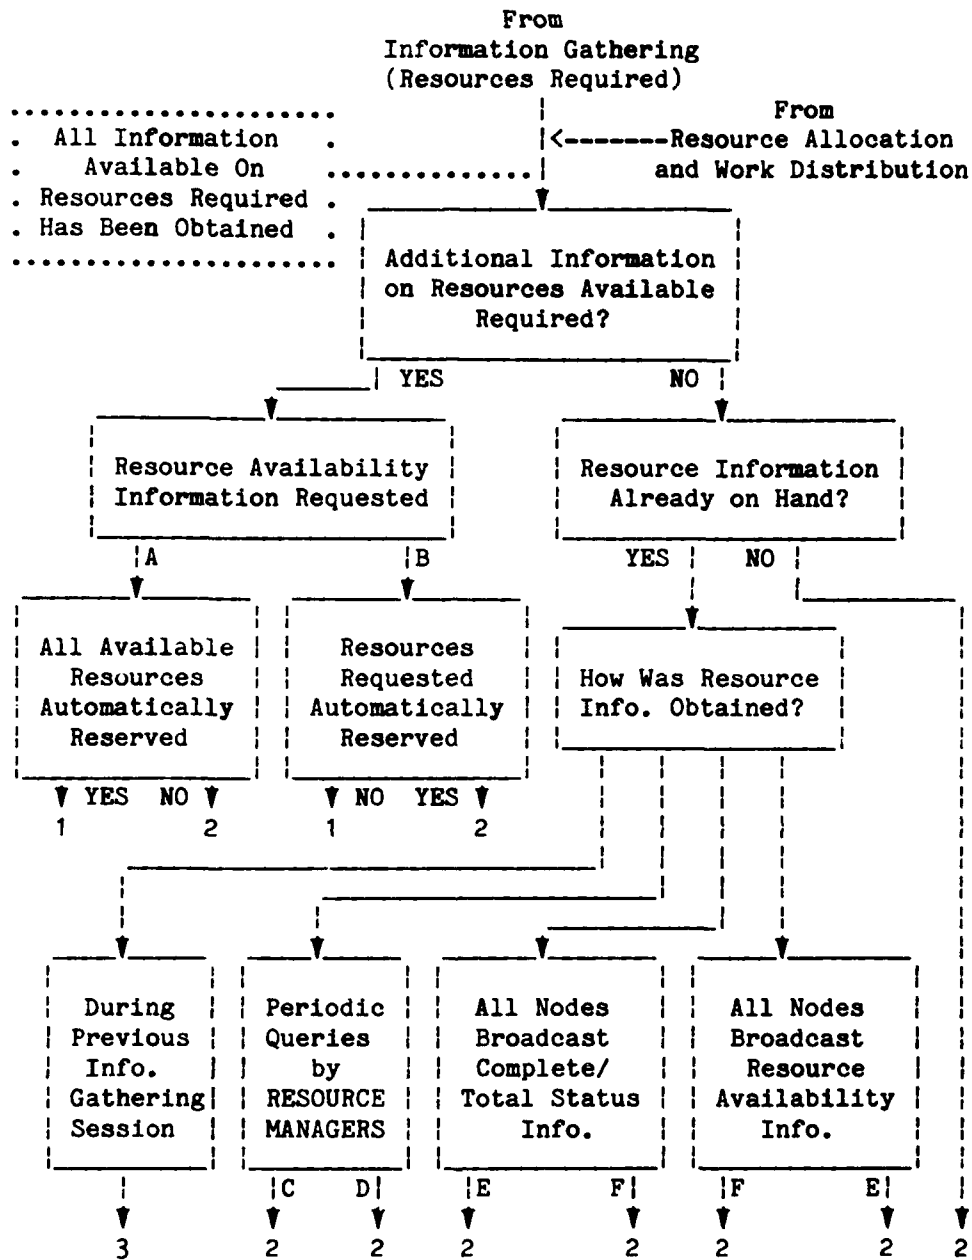 From
Information Gathering
(Resources Required)
From
Resource Allocation
and Work Distribution
All Information
Available On
Resources Required
Has Been Obtained
Additional Information
on Resources Available
Required?
YES
NO
Resource Availability
Information Requested
Resource Information
Already on Hand?
A
B
YES
NO
All Available
Resources
Automatically
Reserved
Resources
Requested
Automatically
Reserved
How Was Resource
Info. Obtained?
YES NO
NO YES
1
2
1
2
During
Previous
Info.
Gathering
Session
Periodic
Queries
by
RESOURCE
MANAGERS
All Nodes
Broadcast
Complete/
Total Status
Info.
All Nodes
Broadcast
Resource
Availability
Info.
C
D
E
F
F
E
3
2
2
2
2
2
2
2